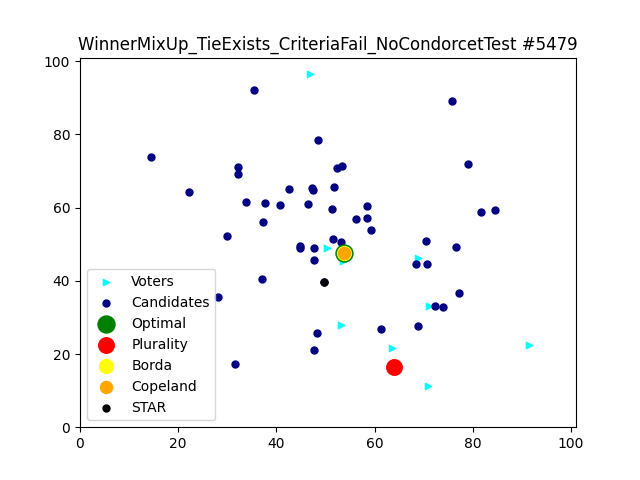 WinnerMixUp_TieExists_CriteriaFail_NoCondorcetTest #5479
100
80
60
40
20
0
Voters
Candidates
Optimal
Plurality
Borda
Copeland
STAR
0 20 40 60 80 100